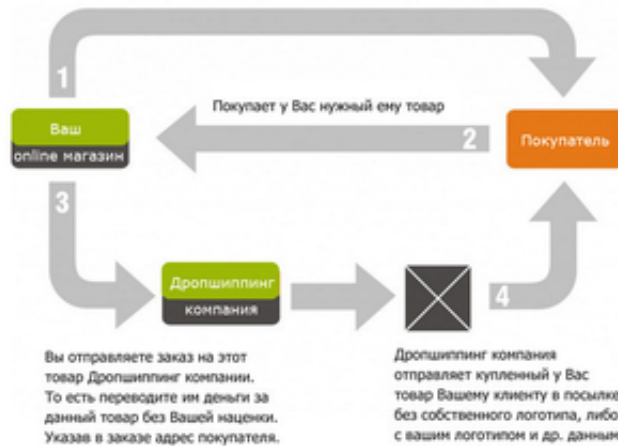 1
Покупает у Вас нужный ему товар
Ваш
online магазин
2
Покупатель
3
Дропшиппинг
компания
4
Вы отправляете заказ на этот
товар Дропшиппинг компании.
То есть переводите им деньги за
данный товар без Вашей наценки.
Указав в заказе адрес покупателя.
Дропшиппинг компания
отправляет купленный у Вас
товар Вашему клиенту в посылке
без собственного логотипа, либо
с вашим логотипом и др. данным